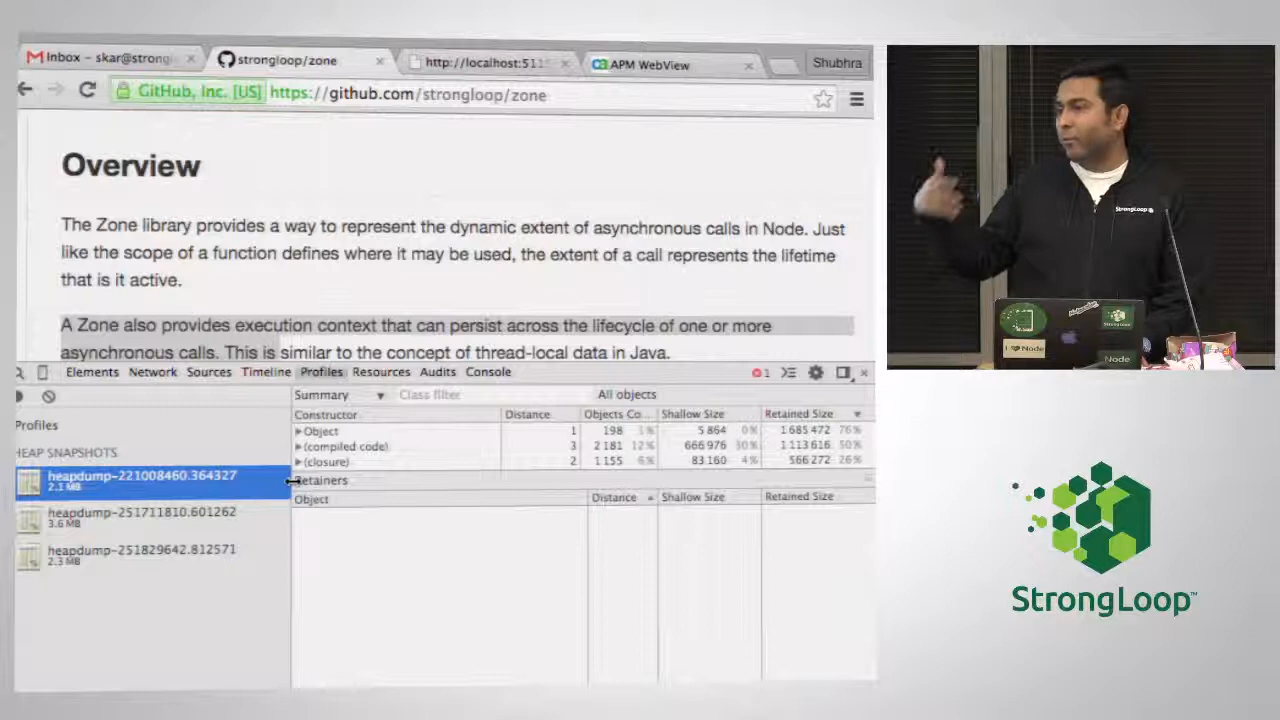 Inbox – skar@strongl
strongloop/zone
http://localhost:511
APM WebView
Shubhra
GitHub, Inc. [US] https://github.com/strongloop/zone
Overview
The Zone library provides a way to represent the dynamic extent of asynchronous calls in Node. Just
like the scope of a function defines where it may be used, the extent of a call represents the lifetime
that is it active.
A Zone also provides execution context that can persist across the lifecycle of one or more
asynchronous calls. This is similar to the concept of thread-local data in Java.
Elements Network Sources Timeline Profiles Resources Audits Console 1
Summary Class filter All objects
Constructor Distance Objects Co... Shallow Size Retained Size
Object 1 198 1% 5 864 0% 1 685 472 76%
(compiled code) 3 2 181 12% 666 976 30% 1 113 616 50%
(closure) 2 1 155 6% 83 160 4% 566 272 26%
Retainers
Object Distance Shallow Size Retained Size
Profiles
HEAP SNAPSHOTS
heapdump-221008460.364327
2.1 MB
heapdump-251711810.601262
3.6 MB
heapdump-251829642.812571
2.3 MB
StrongLoop
I ♥ Node
StrongLoop
Node
StrongLoop™